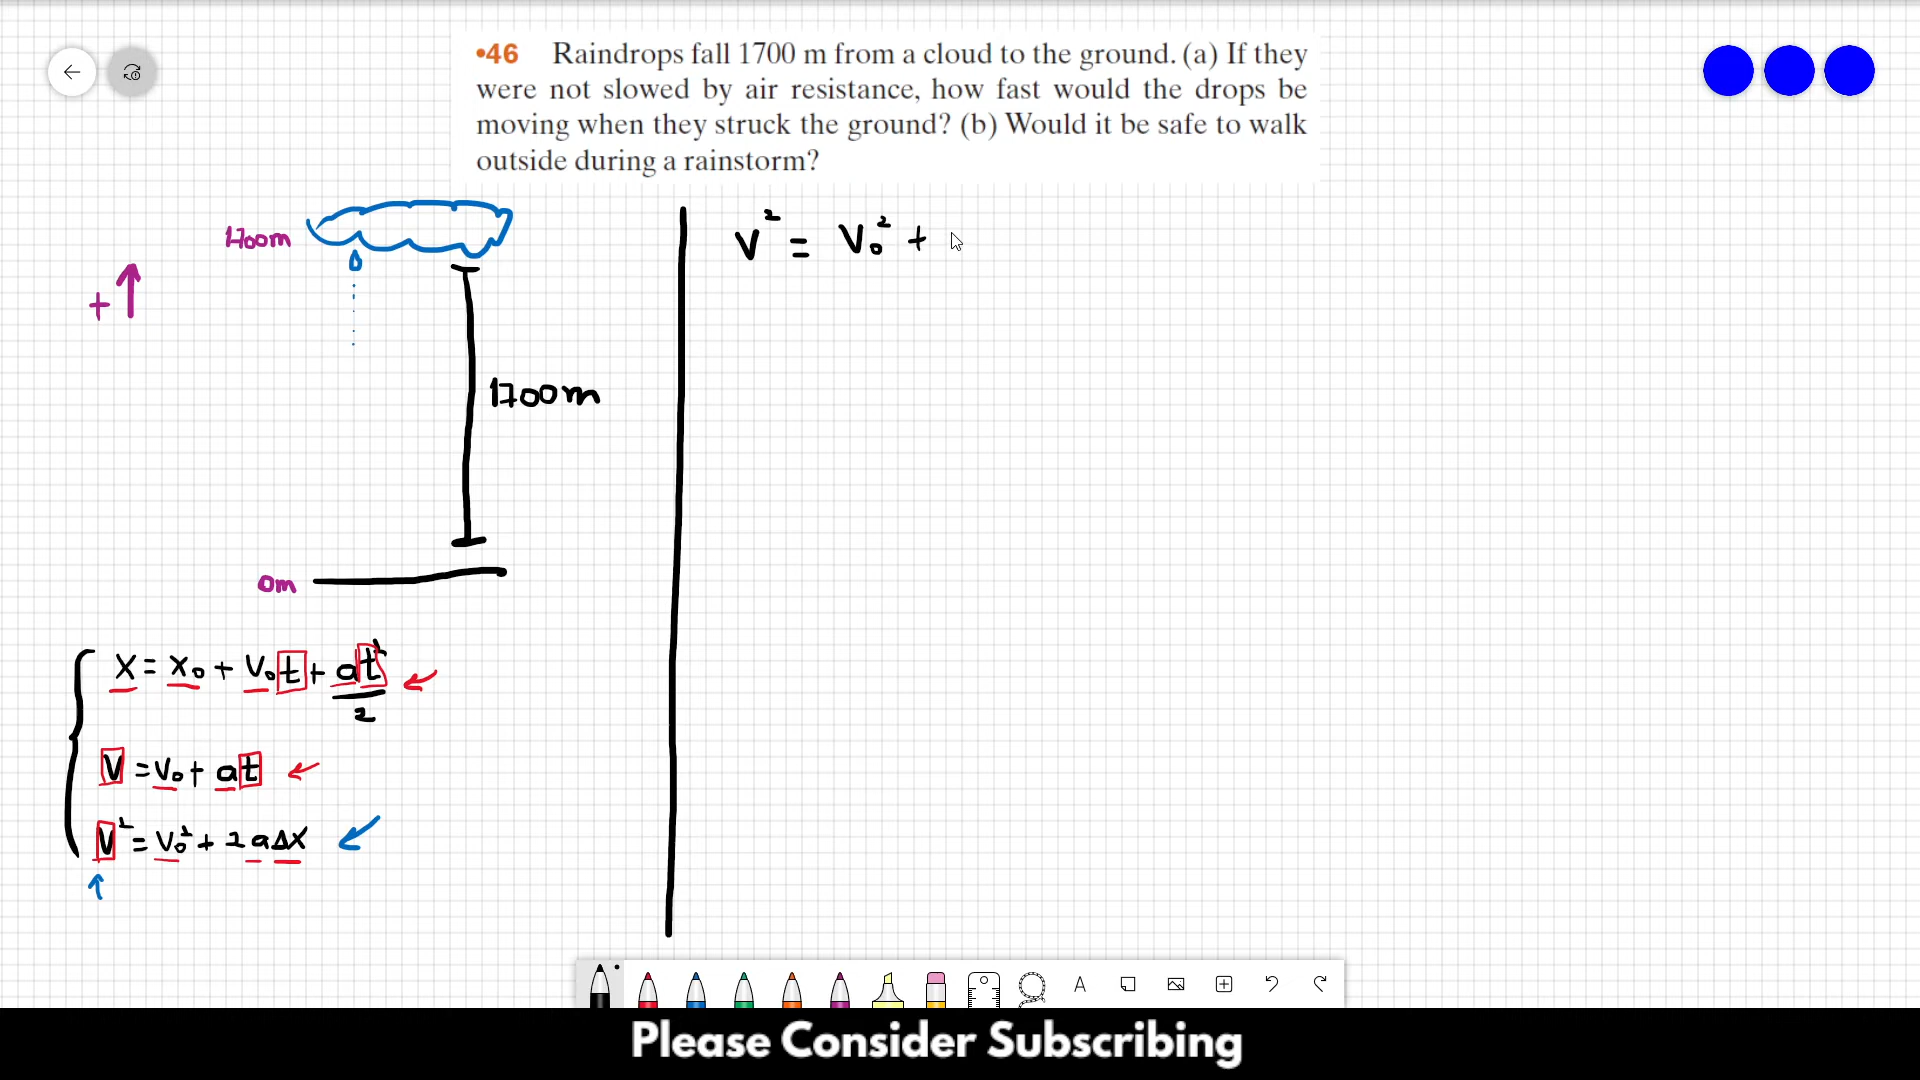 •46 Raindrops fall 1700 m from a cloud to the ground. (a) If they
were not slowed by air resistance, how fast would the drops be
moving when they struck the ground? (b) Would it be safe to walk
outside during a rainstorm?
1700m
+
1700m
0m
x = x₀ + v₀t + at²/2
v = v₀ + at
v² = v₀² + 2aΔx
v² = v₀² +
A
Please Consider Subscribing